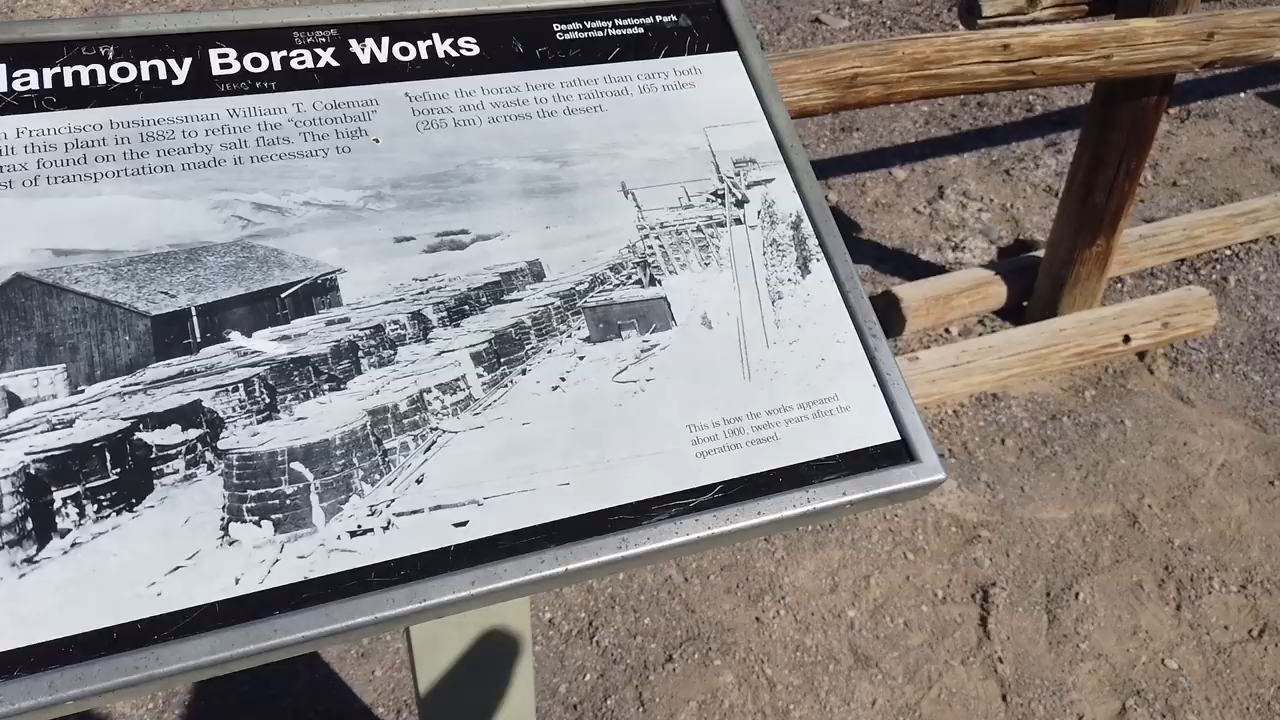 Harmony Borax Works
Death Valley National Park
California/Nevada
n Francisco businessman William T. Coleman
ilt this plant in 1882 to refine the "cottonball"
rax found on the nearby salt flats. The high
st of transportation made it necessary to
refine the borax here rather than carry both
borax and waste to the railroad, 165 miles
(265 km) across the desert.
This is how the works appeared
about 1900, twelve years after the
operation ceased.